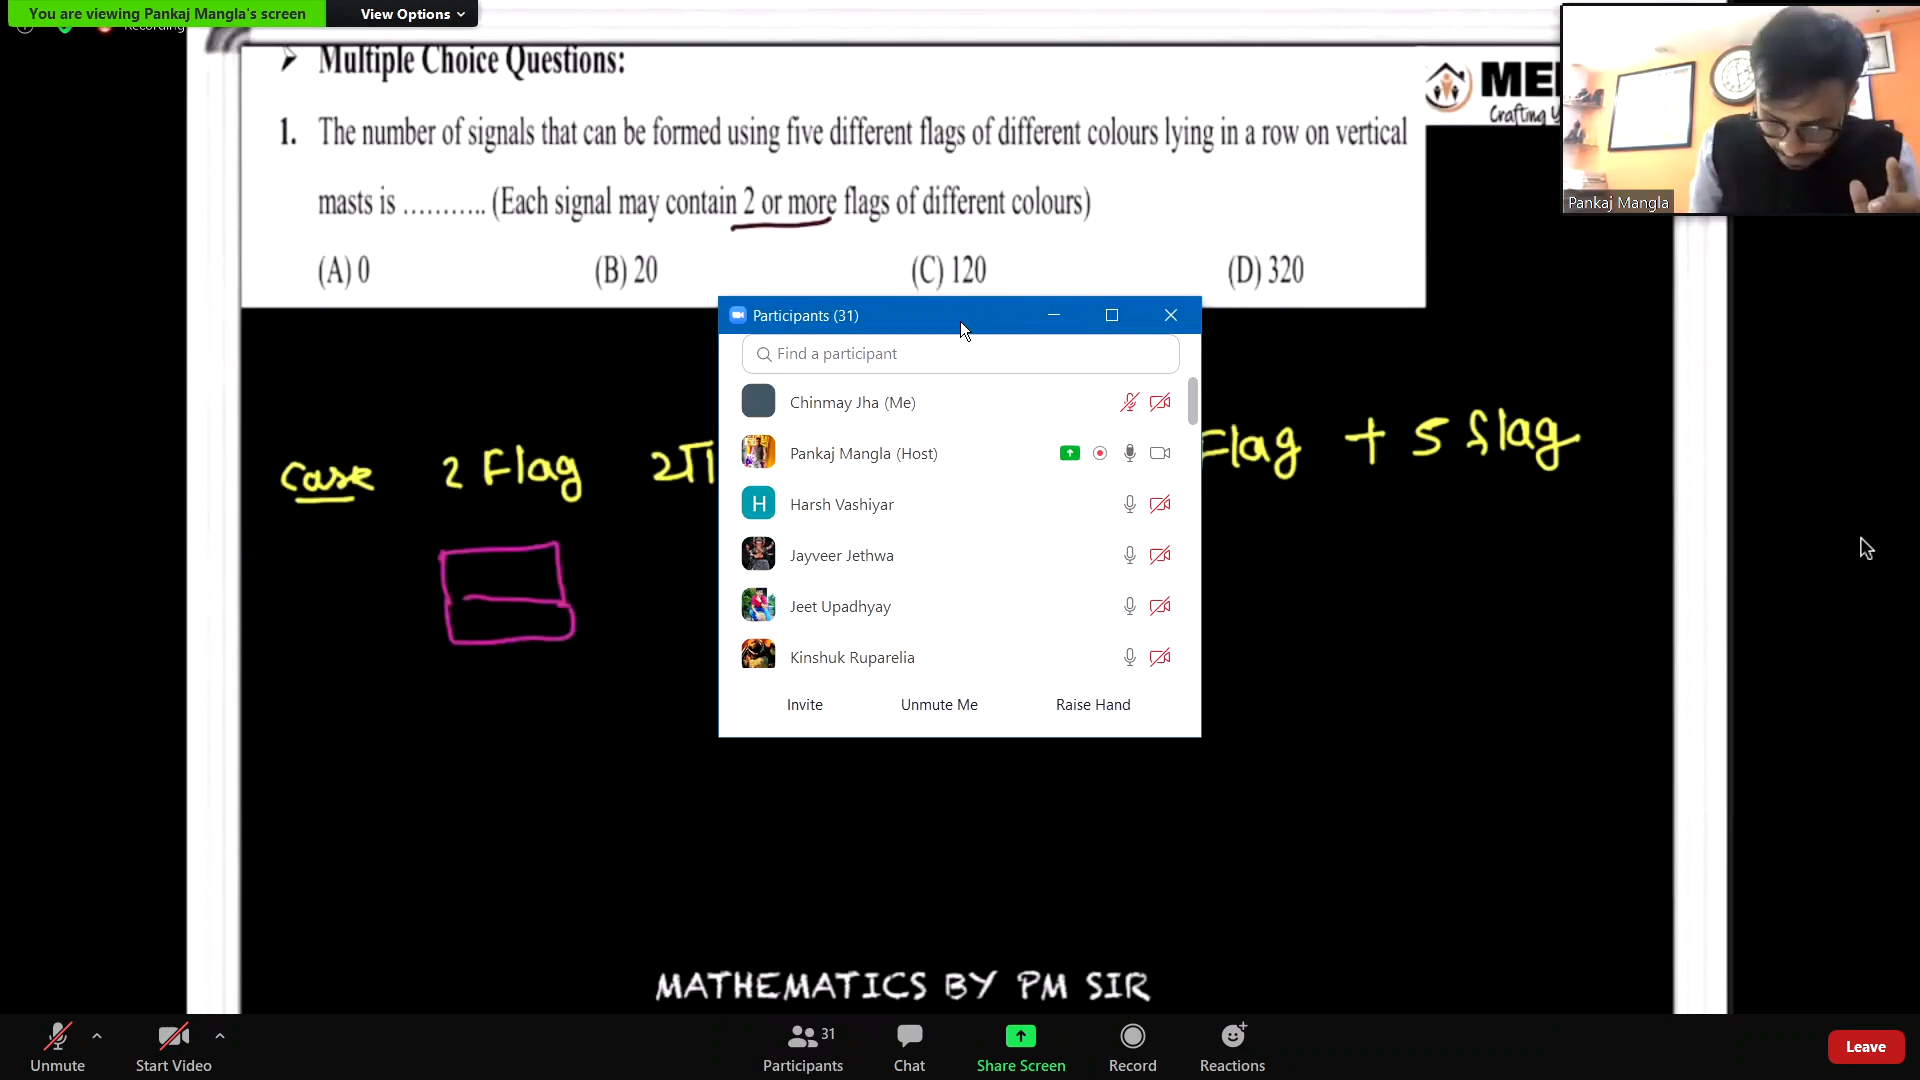 You are viewing Pankaj Mangla's screen View Options
Recording
Multiple Choice Questions:
1. The number of signals that can be formed using five different flags of different colours lying in a row on vertical
masts is ........... (Each signal may contain 2 or more flags of different colours)
(A) 0 (B) 20 (C) 120 (D) 320
Pankaj Mangla
Participants (31)
Find a participant
Chinmay Jha (Me)
Pankaj Mangla (Host)
H Harsh Vashiyar
Jayveer Jethwa
Jeet Upadhyay
Kinshuk Ruparelia
Invite Unmute Me Raise Hand
Case 2 Flag Flag + 5 flag
MATHEMATICS BY PM SIR
Unmute Start Video Participants 31 Chat Share Screen Record Reactions Leave